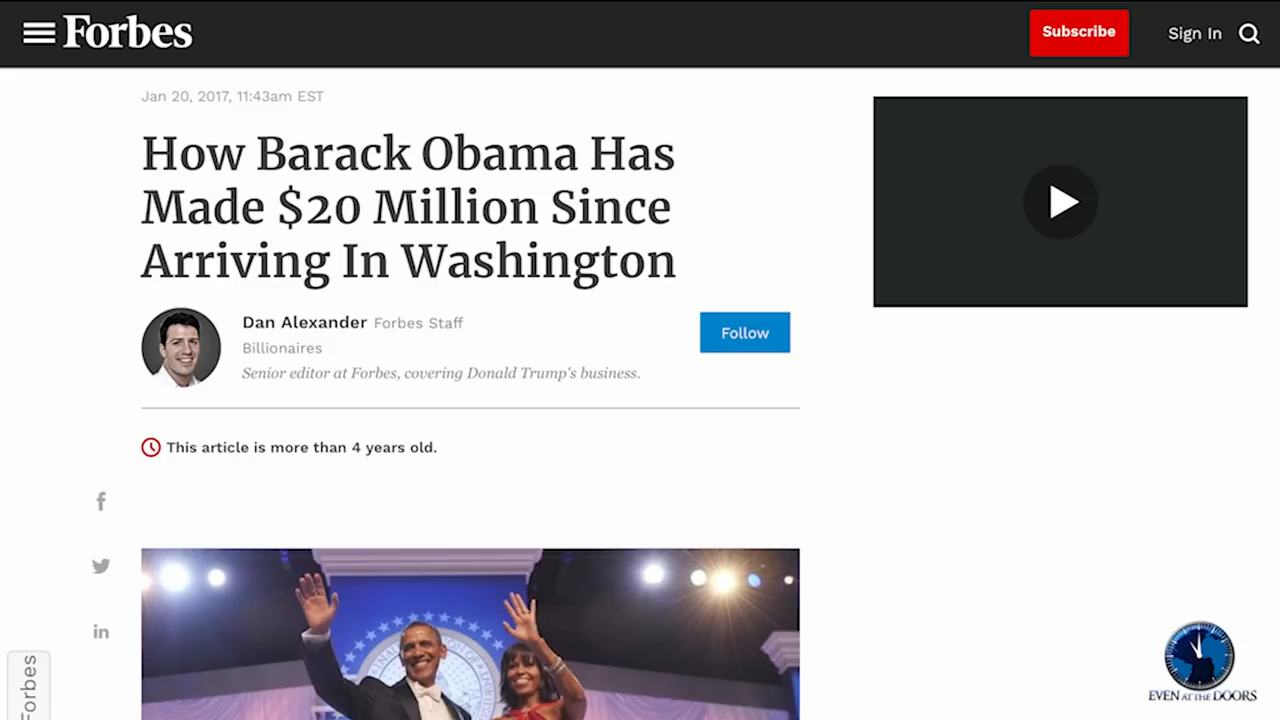 Forbes
Subscribe
Sign In
Jan 20, 2017, 11:43am EST
How Barack Obama Has
Made $20 Million Since
Arriving In Washington
Dan Alexander Forbes Staff
Billionaires
Senior editor at Forbes, covering Donald Trump's business.
Follow
This article is more than 4 years old.
f
in
Forbes
EVEN AT THE DOORS